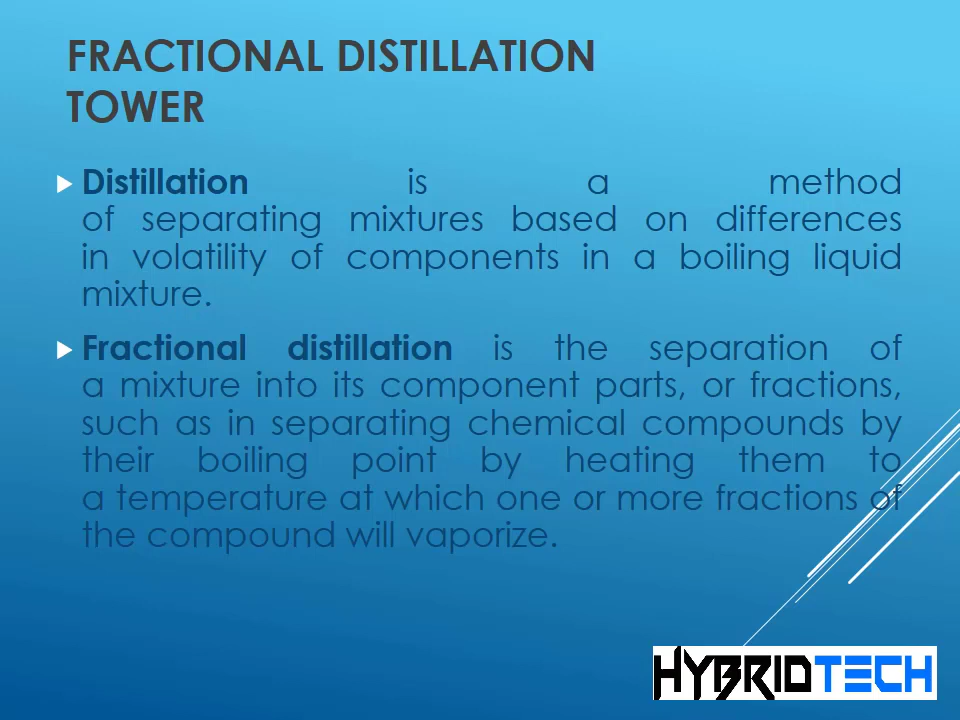 FRACTIONAL DISTILLATION
TOWER
Distillation is a method
of separating mixtures based on differences
in volatility of components in a boiling liquid
mixture.
Fractional distillation is the separation of
a mixture into its component parts, or fractions,
such as in separating chemical compounds by
their boiling point by heating them to
a temperature at which one or more fractions of
the compound will vaporize.
HYBRIDTECH